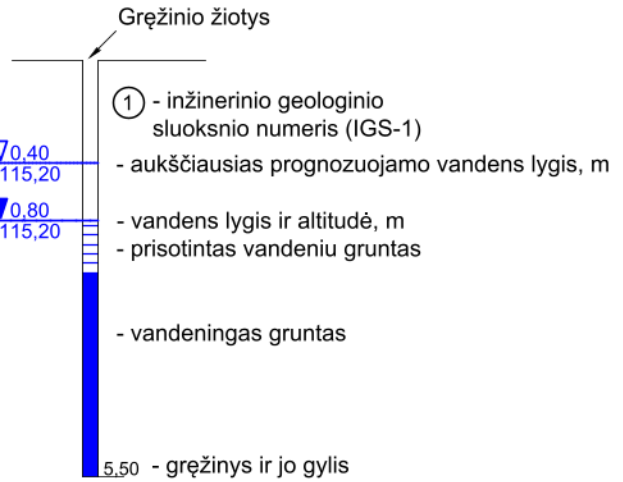 Gręžinio žiotys
1 - inžinerinio geologinio
sluoksnio numeris (IGS-1)
0,40
115,20
- aukščiausias prognozuojamo vandens lygis, m
0,80
115,20
- vandens lygis ir altitudė, m
- prisotintas vandeniu gruntas
- vandeningas gruntas
5,50 - gręžinys ir jo gylis